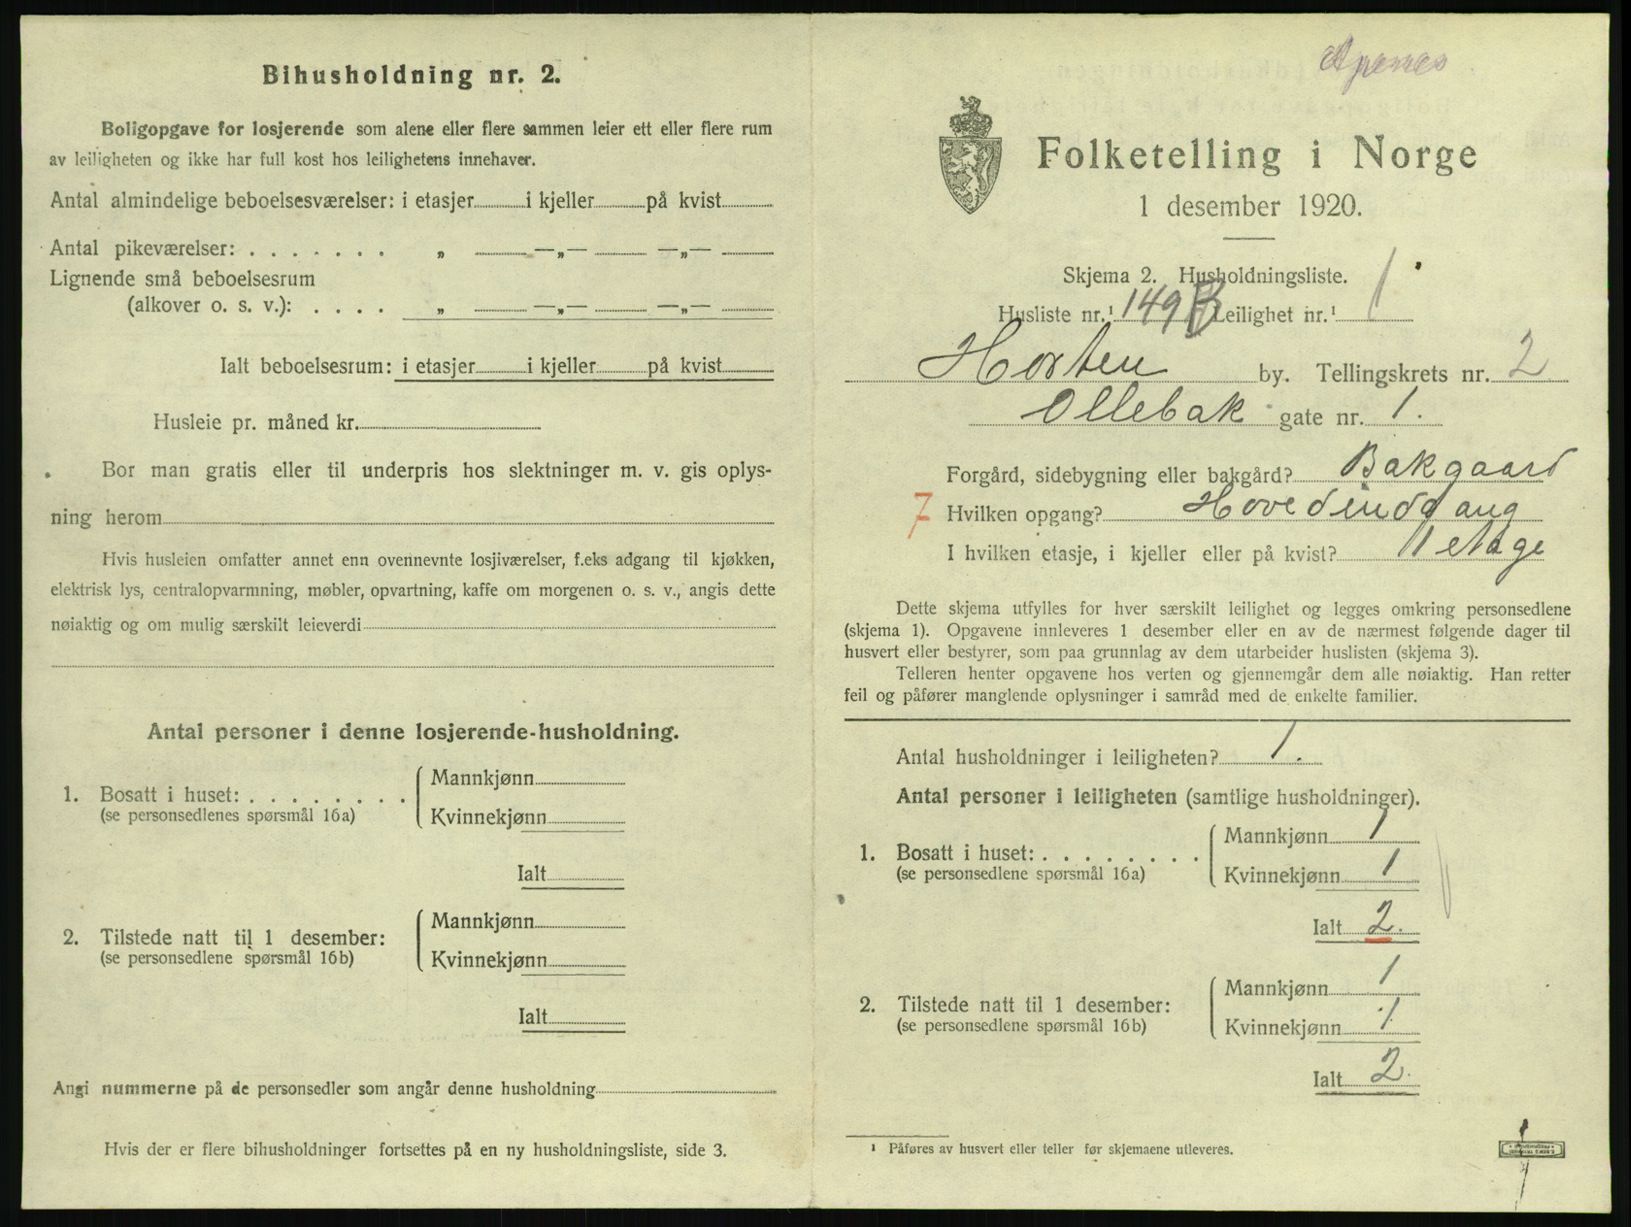 Bihusholdning nr. 2.
Boligopgave for losjerende som alene eller flere sammen leier ett eller flere rum
av leiligheten og ikke har full kost hos leilighetens innehaver.
Antal almindelige beboelsesværelser: i etasjer i kjeller på kvist
Antal pikeværelser: . . . . . . . „ —„— —„—
Lignende små beboelsesrum
(alkover o. s. v.): . . . . „ —„— —„—
Ialt beboelsesrum: i etasjer i kjeller på kvist
Husleie pr. måned kr.
Bor man gratis eller til underpris hos slektninger m. v. gis oplys-
ning herom
Hvis husleien omfatter annet enn ovennevnte losjiværelser, f.eks adgang til kjøkken,
elektrisk lys, centralopvarmning, møbler, opvartning, kaffe om morgenen o. s. v., angis dette
nøiaktig og om mulig særskilt leieverdi
Antal personer i denne losjerende-husholdning.
1. Bosatt i huset: . . . . . . . .
(se personsedlenes spørsmål 16a)
Mannkjønn
Kvinnekjønn
Ialt
2. Tilstede natt til 1 desember:
(se personsedlene spørsmål 16b)
Mannkjønn
Kvinnekjønn
Ialt
Angi nummerne på de personsedler som angår denne husholdning
Hvis der er flere bihusholdninger fortsettes på en ny husholdningsliste, side 3.
Apenes
Folketelling i Norge
1 desember 1920.
Skjema 2. Husholdningsliste.
Husliste nr.¹ 149 B Leilighet nr.¹ 1
Horten by. Tellingskrets nr. 2
Ollebak gate nr. 1.
Forgård, sidebygning eller bakgård? Bakgaard
7 Hvilken opgang? Hovedindgang
I hvilken etasje, i kjeller eller på kvist? 1 etage
Dette skjema utfylles for hver særskilt leilighet og legges omkring personsedlene
(skjema 1). Opgavene innleveres 1 desember eller en av de nærmest følgende dager til
husvert eller bestyrer, som paa grunnlag av dem utarbeider huslisten (skjema 3).
Telleren henter opgavene hos verten og gjennemgår dem alle nøiaktig. Han retter
feil og påfører manglende oplysninger i samråd med de enkelte familier.
Antal husholdninger i leiligheten? 1.
Antal personer i leiligheten (samtlige husholdninger).
1. Bosatt i huset: . . . . . . . .
(se personsedlene spørsmål 16a)
Mannkjønn 1
Kvinnekjønn 1
Ialt 2.
2. Tilstede natt til 1 desember:
(se personsedlene spørsmål 16b)
Mannkjønn 1
Kvinnekjønn 1
Ialt 2.
¹ Påføres av husvert eller teller før skjemaene utleveres.